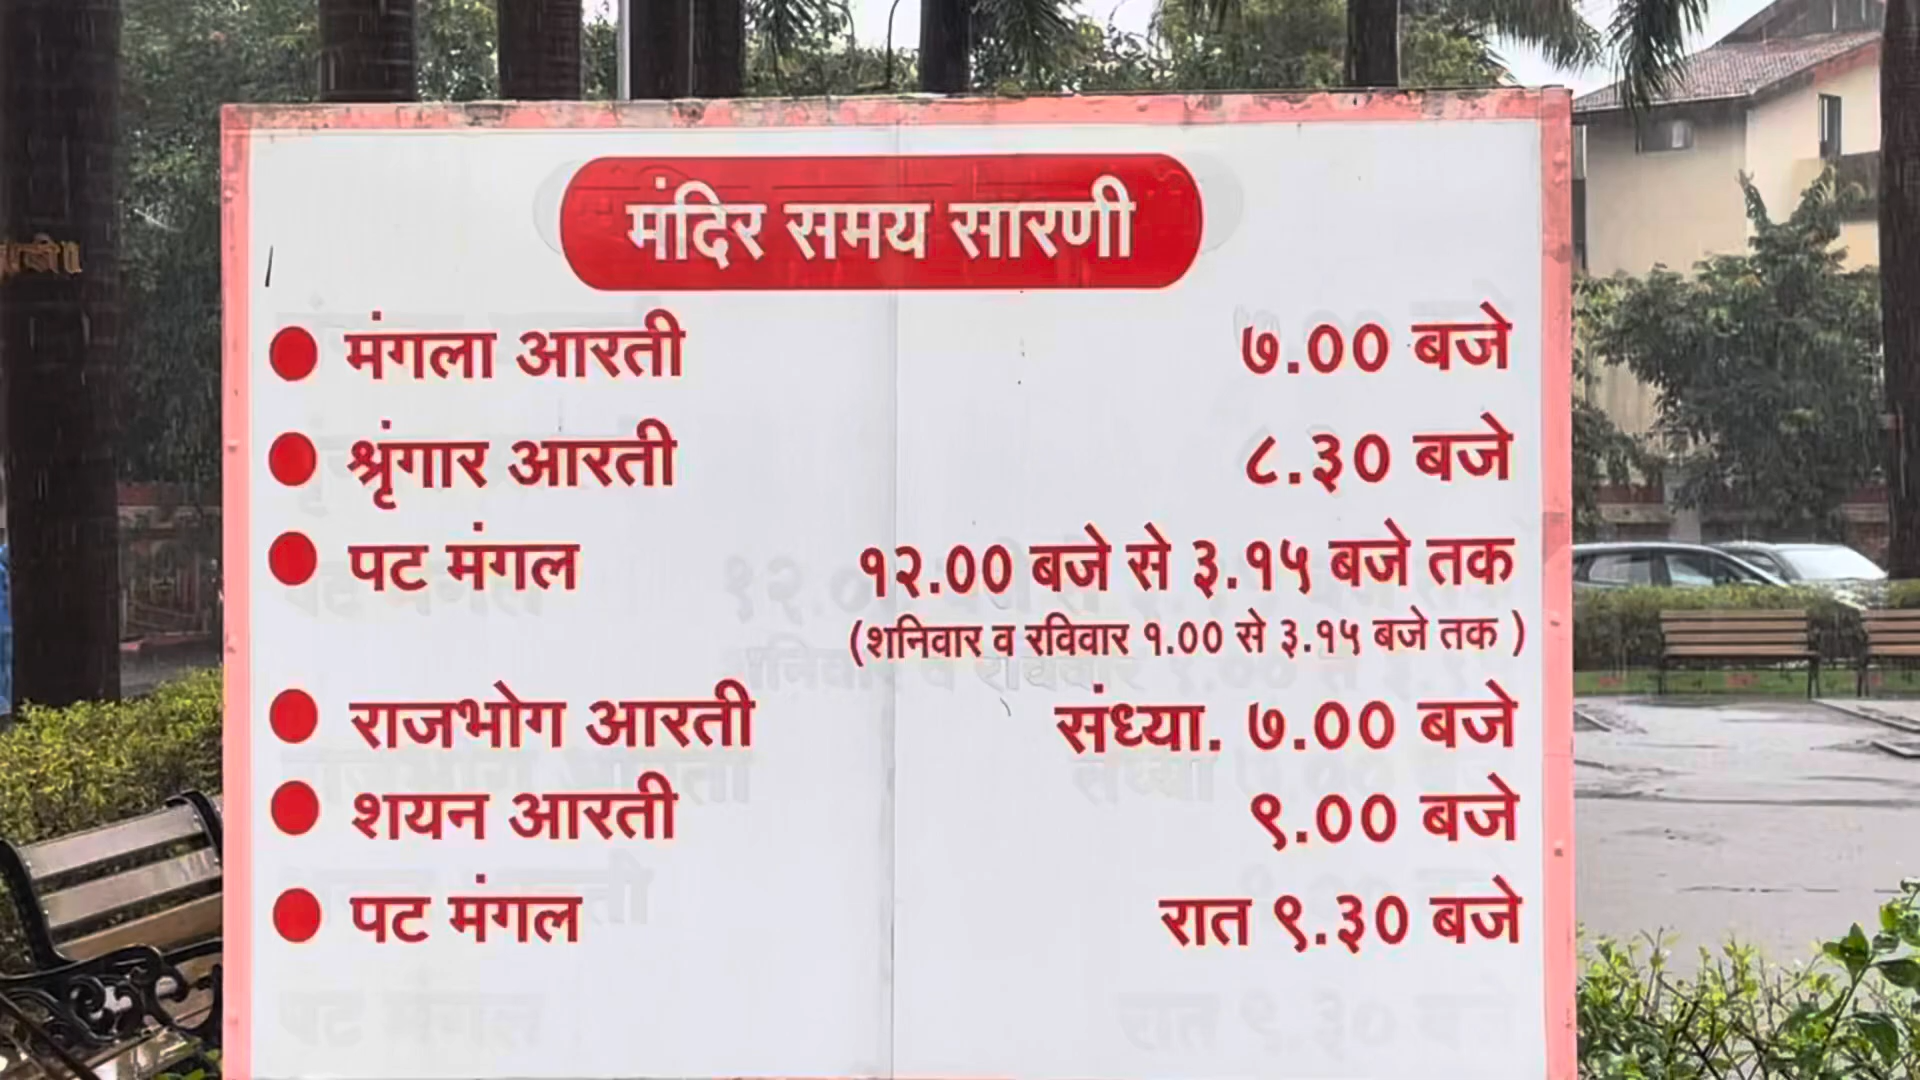 मंदिर समय सारणी
मंगला आरती ७.०० बजे
श्रृंगार आरती ८.३० बजे
पट मंगल १२.०० बजे से ३.१५ बजे तक
(शनिवार व रविवार १.०० से ३.१५ बजे तक )
राजभोग आरती संध्या. ७.०० बजे
शयन आरती ९.०० बजे
पट मंगल रात ९.३० बजे